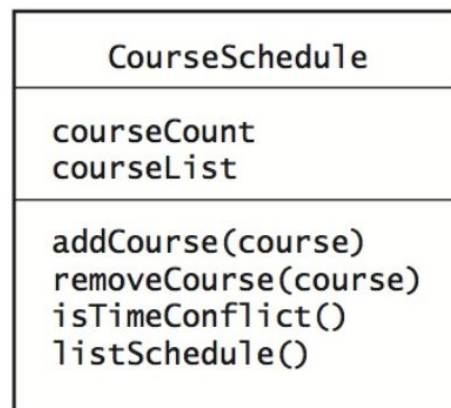 CourseSchedule
courseCount
courseList
addCourse(course)
removeCourse(course)
isTimeConflict()
listSchedule()